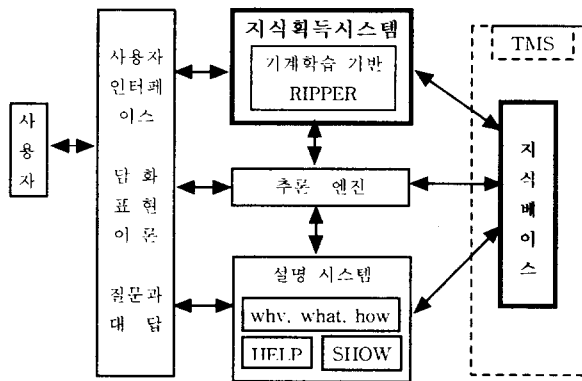 사
용
자
사용자
인터페
이스
담 화
표 현
이 론
질문과
대 답
지식획득시스템
기계학습 기반
RIPPER
추론 엔진
설명 시스템
why, what, how
HELP
SHOW
TMS
지
식
베
이
스